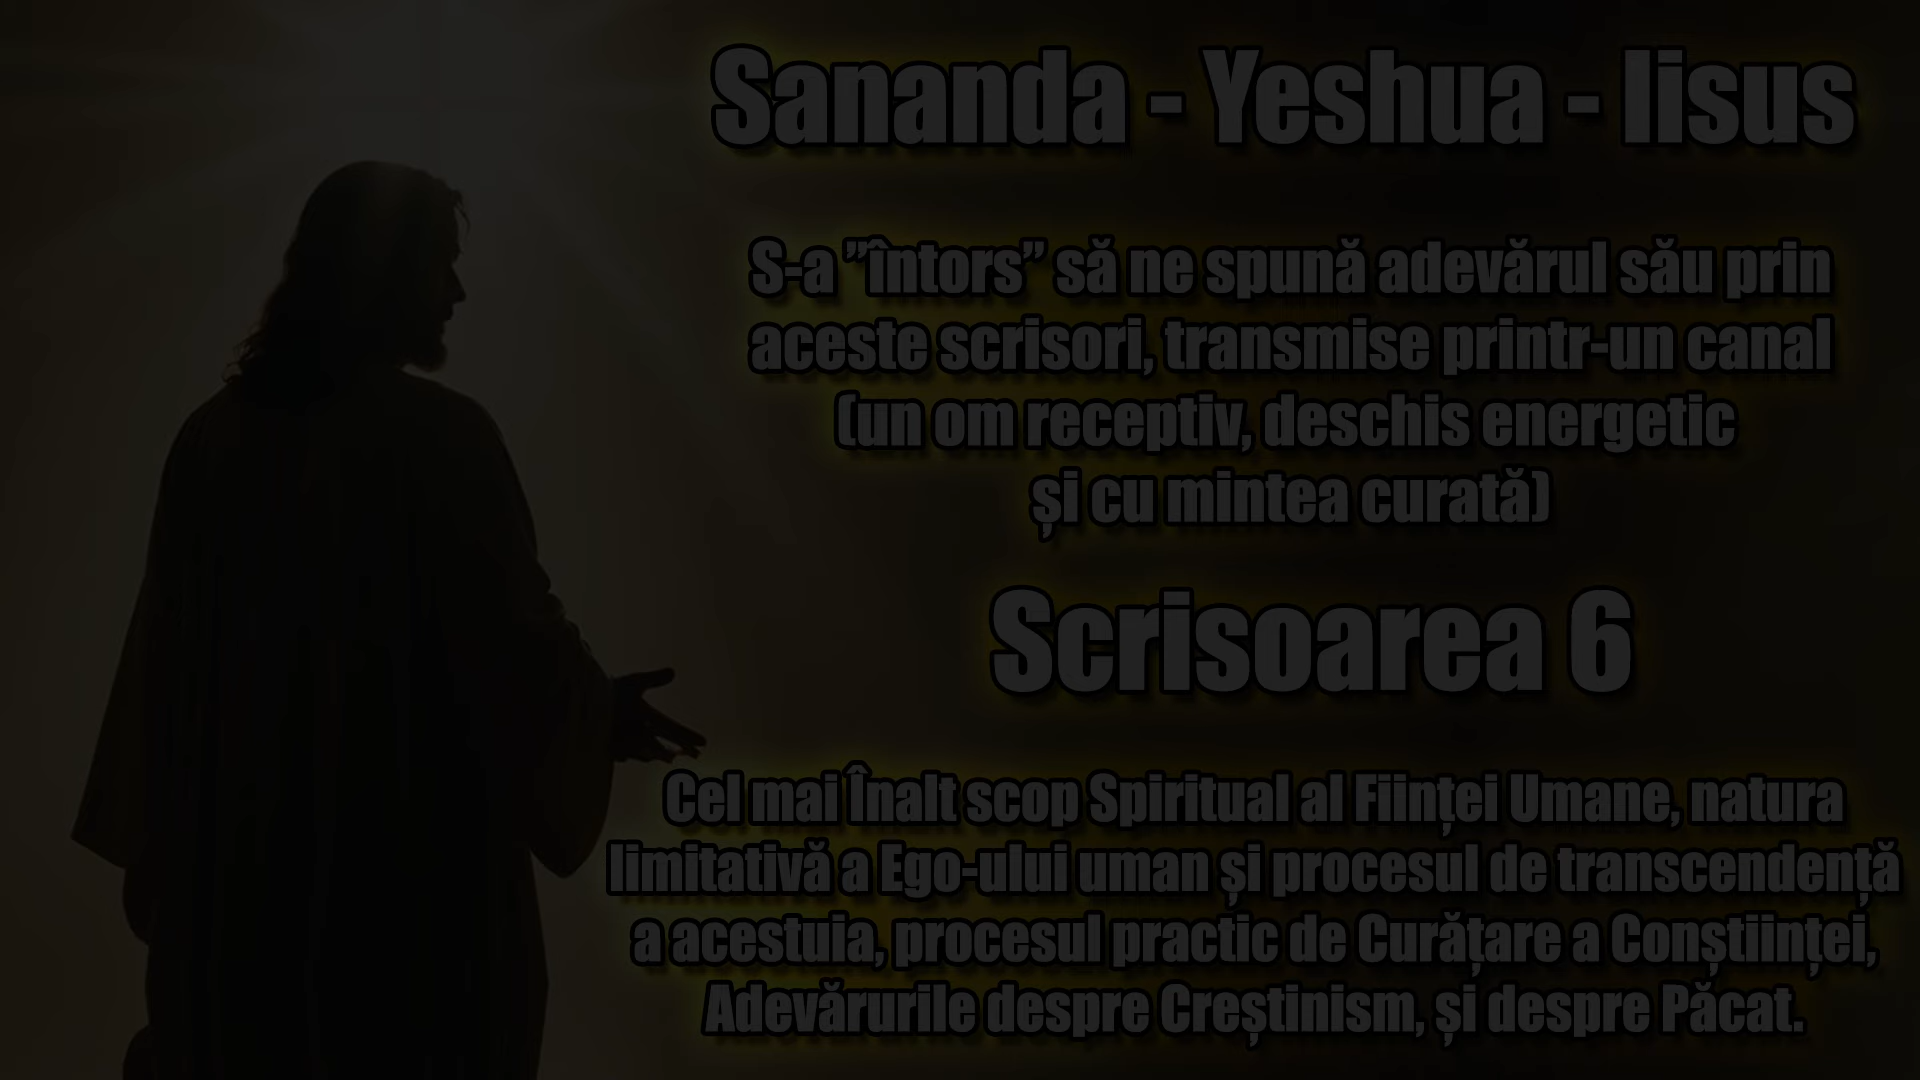 Sananda - Yeshua - Iisus
S-a ”întors” să ne spună adevărul său prin
aceste scrisori, transmise printr-un canal
(un om receptiv, deschis energetic
și cu mintea curată)
Scrisoarea 6
Cel mai Înalt scop Spiritual al Ființei Umane, natura
limitativă a Ego-ului uman și procesul de transcendență
a acestuia, procesul practic de Curățare a Conștiinței,
Adevărurile despre Creștinism, și despre Păcat.